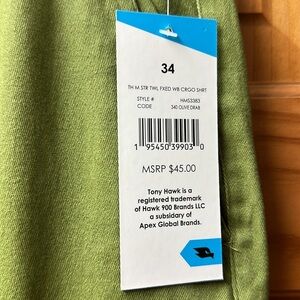 34
TH M STR TWL FXED WB CRGO SHRT
STYLE # HMS3383
CODE 340 OLIVE DRAB
1 95450 39903 0
MSRP $45.00
Tony Hawk is a
registered trademark
of Hawk 900 Brands LLC
a subsidary of
Apex Global Brands.